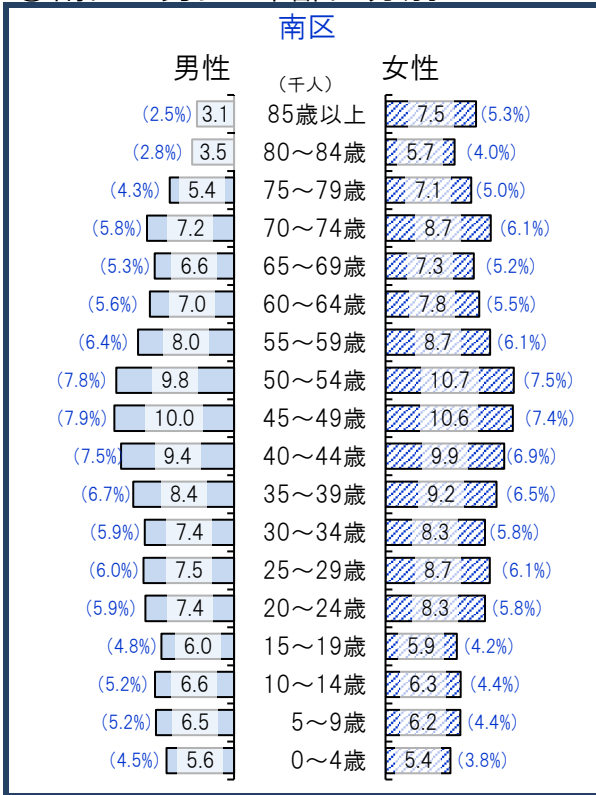 南区
男性 (千人) 女性
(2.5%) 3.1 85歳以上 7.5 (5.3%)
(2.8%) 3.5 80～84歳 5.7 (4.0%)
(4.3%) 5.4 75～79歳 7.1 (5.0%)
(5.8%) 7.2 70～74歳 8.7 (6.1%)
(5.3%) 6.6 65～69歳 7.3 (5.2%)
(5.6%) 7.0 60～64歳 7.8 (5.5%)
(6.4%) 8.0 55～59歳 8.7 (6.1%)
(7.8%) 9.8 50～54歳 10.7 (7.5%)
(7.9%) 10.0 45～49歳 10.6 (7.4%)
(7.5%) 9.4 40～44歳 9.9 (6.9%)
(6.7%) 8.4 35～39歳 9.2 (6.5%)
(5.9%) 7.4 30～34歳 8.3 (5.8%)
(6.0%) 7.5 25～29歳 8.7 (6.1%)
(5.9%) 7.4 20～24歳 8.3 (5.8%)
(4.8%) 6.0 15～19歳 5.9 (4.2%)
(5.2%) 6.6 10～14歳 6.3 (4.4%)
(5.2%) 6.5 5～9歳 6.2 (4.4%)
(4.5%) 5.6 0～4歳 5.4 (3.8%)